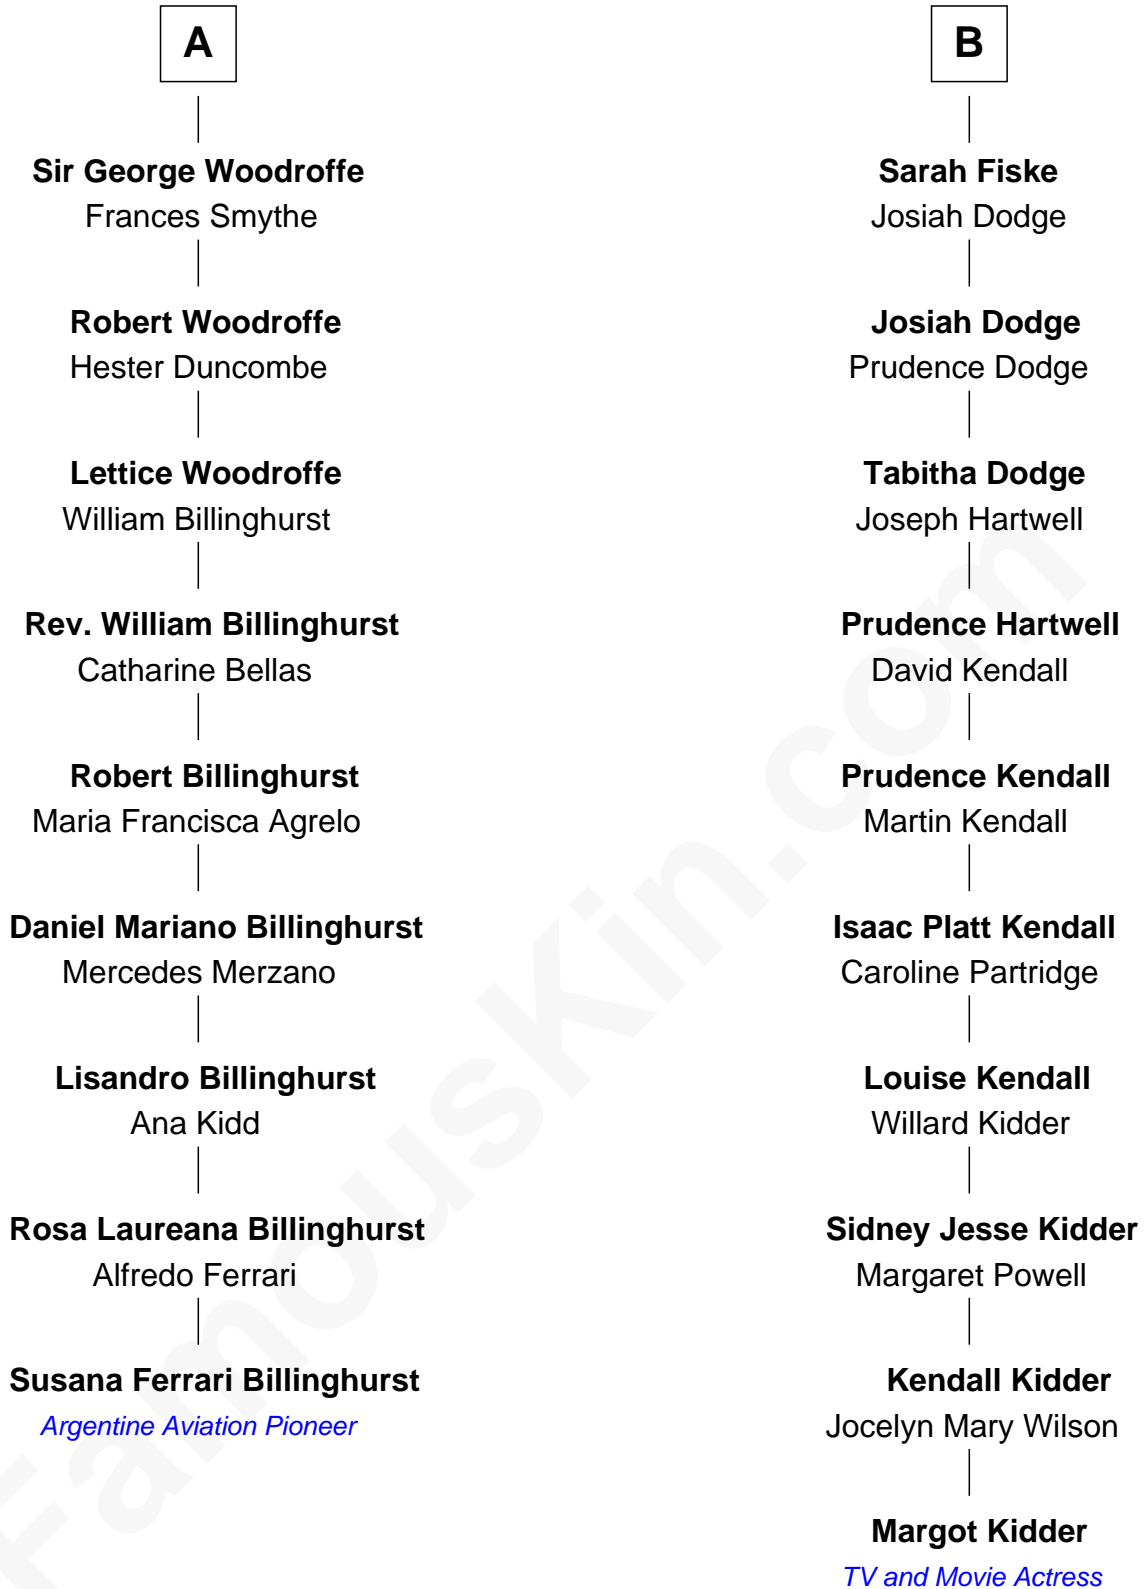 A
Sir George Woodroffe
Frances Smythe
Robert Woodroffe
Hester Duncombe
Lettice Woodroffe
William Billinghurst
Rev. William Billinghurst
Catharine Bellas
Robert Billinghurst
Maria Francisca Agrelo
Daniel Mariano Billinghurst
Mercedes Merzano
Lisandro Billinghurst
Ana Kidd
Rosa Laureana Billinghurst
Alfredo Ferrari
Susana Ferrari Billinghurst
Argentine Aviation Pioneer
B
Sarah Fiske
Josiah Dodge
Josiah Dodge
Prudence Dodge
Tabitha Dodge
Joseph Hartwell
Prudence Hartwell
David Kendall
Prudence Kendall
Martin Kendall
Isaac Platt Kendall
Caroline Partridge
Louise Kendall
Willard Kidder
Sidney Jesse Kidder
Margaret Powell
Kendall Kidder
Jocelyn Mary Wilson
Margot Kidder
TV and Movie Actress
FamousKin.com